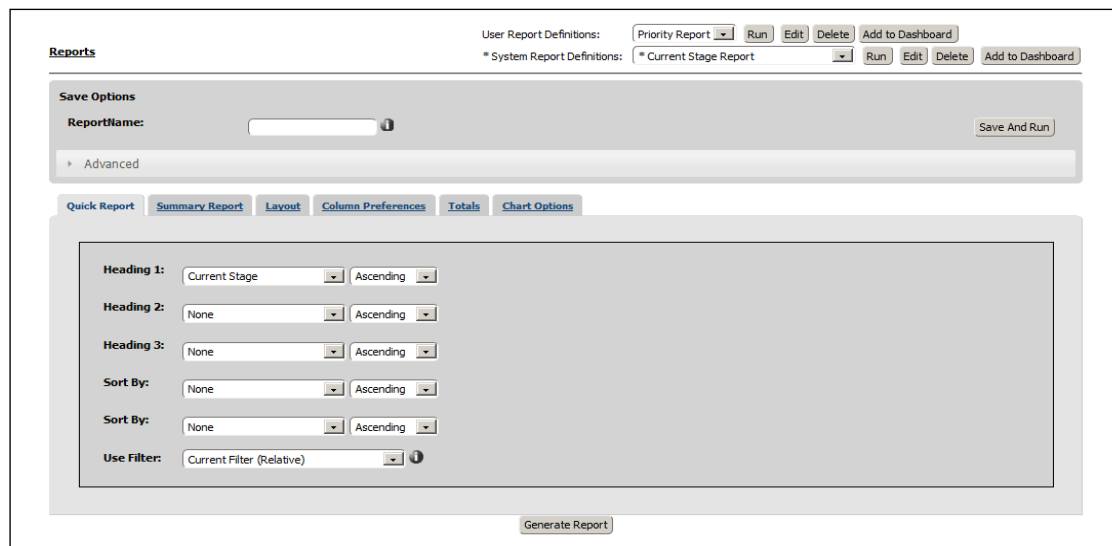 User Report Definitions: Priority Report Run Edit Delete Add to Dashboard
Reports
* System Report Definitions: * Current Stage Report Run Edit Delete Add to Dashboard
Save Options
ReportName:
Save And Run
Advanced
Quick Report Summary Report Layout Column Preferences Totals Chart Options
Heading 1: Current Stage Ascending
Heading 2: None Ascending
Heading 3: None Ascending
Sort By: None Ascending
Sort By: None Ascending
Use Filter: Current Filter (Relative)
Generate Report